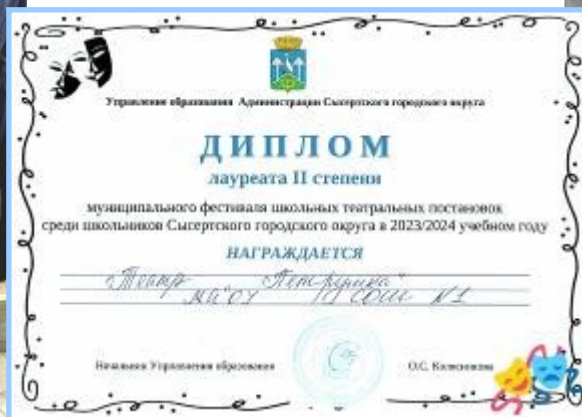 Управление образования Администрации Сысертского городского округа
ДИПЛОМ
лауреата II степени
муниципального фестиваля школьных театральных постановок
среди школьников Сысертского городского округа в 2023/2024 учебном году
НАГРАЖДАЕТСЯ
"Театр Петрушка"
СОШ №1
Начальник Управления образования
О.С. Колясникова